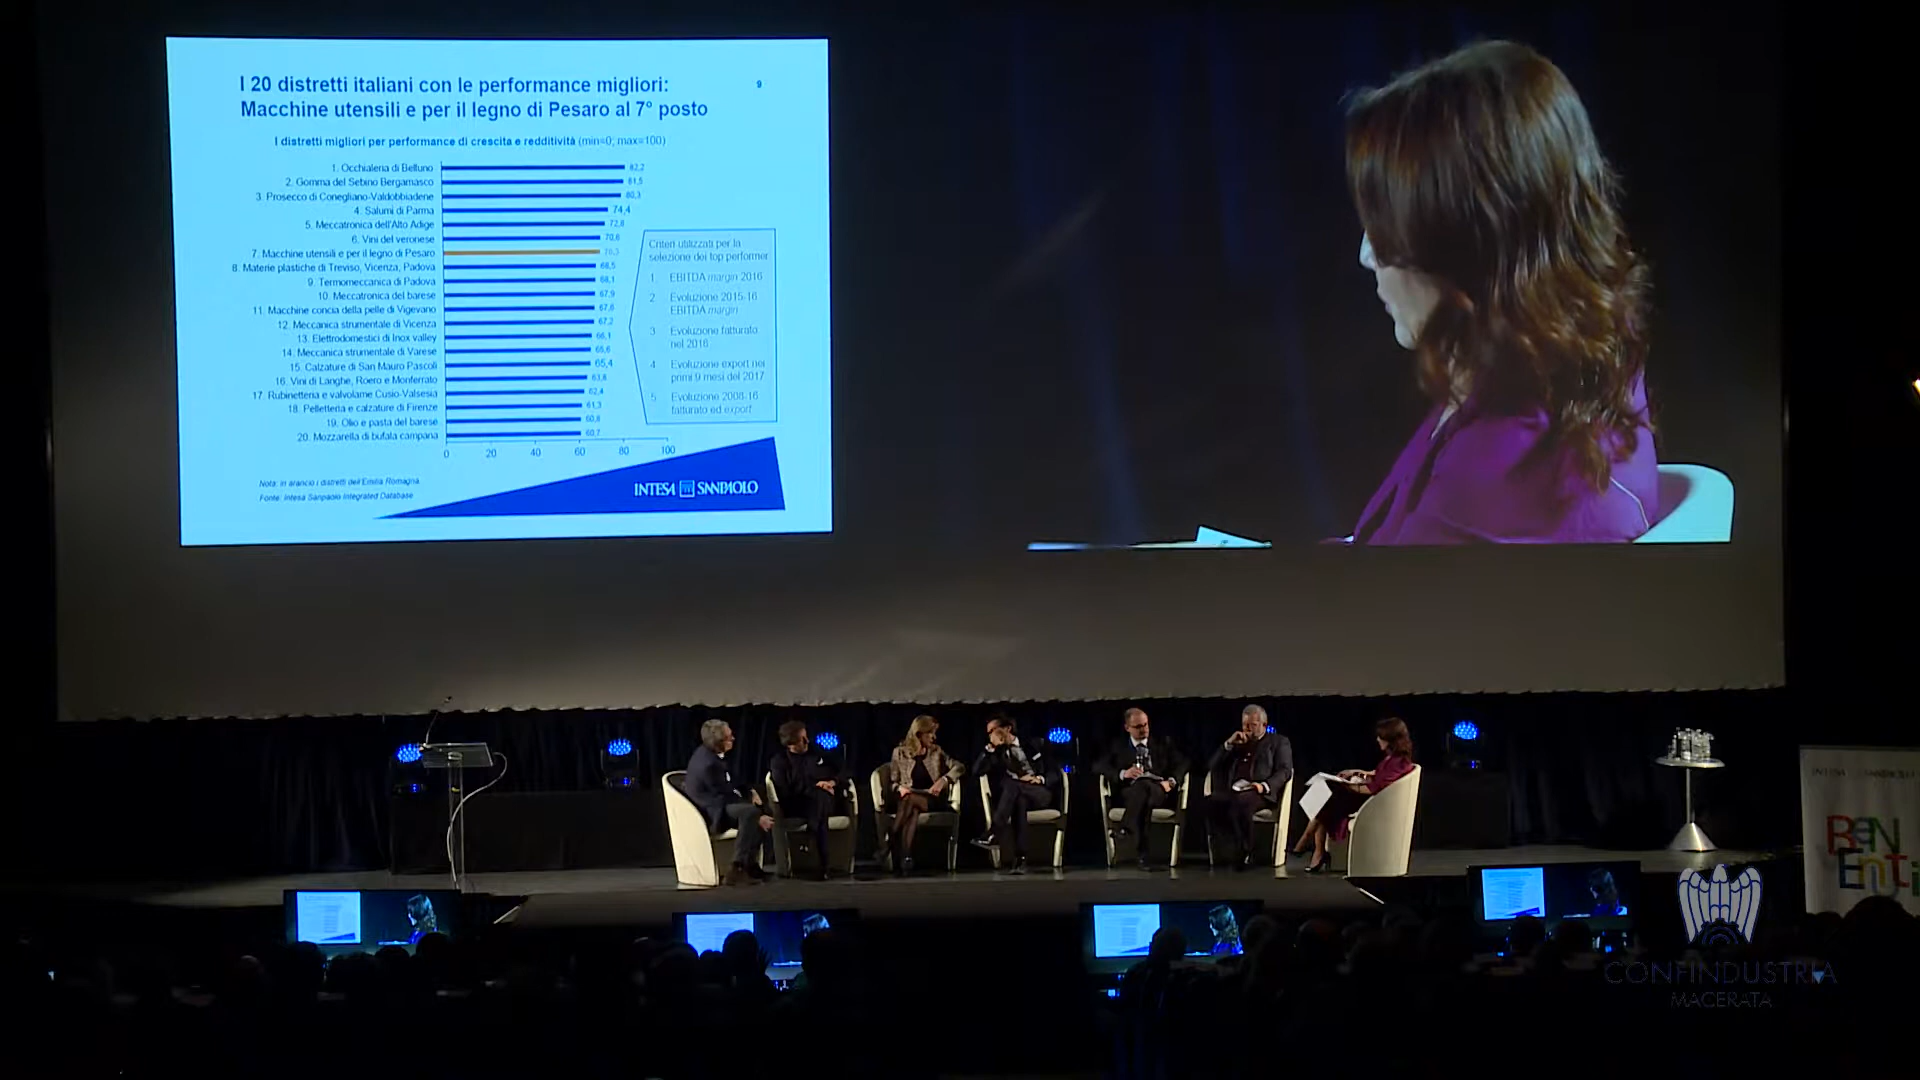 I 20 distretti italiani con le performance migliori:
Macchine utensili e per il legno di Pesaro al 7° posto
9
I distretti migliori per performance di crescita e redditività (min=0; max=100)
1. Occhialeria di Belluno 82,2
2. Gomma del Sebino Bergamasco 81,5
3. Prosecco di Conegliano-Valdobbiadene 80,3
4. Salumi di Parma 74,4
5. Meccatronica dell'Alto Adige 72,8
6. Vini del veronese 70,6
7. Macchine utensili e per il legno di Pesaro 70,3
8. Materie plastiche di Treviso, Vicenza, Padova 68,5
9. Termomeccanica di Padova 68,1
10. Meccatronica del barese 67,9
11. Macchine concia della pelle di Vigevano 67,8
12. Meccanica strumentale di Vicenza 67,2
13. Elettrodomestici di Inox valley 66,1
14. Meccanica strumentale di Varese 65,6
15. Calzature di San Mauro Pascoli 65,4
16. Vini di Langhe, Roero e Monferrato 63,8
17. Rubinetteria e valvolame Cusio-Valsesia 62,4
18. Pelletteria e calzature di Firenze 61,3
19. Olio e pasta del barese 60,8
20. Mozzarella di bufala campana 60,7
0 20 40 60 80 100
Criteri utilizzati per la
selezione dei top performer
1 EBITDA margin 2016
2 Evoluzione 2015-16
EBITDA margin
3 Evoluzione fatturato
nel 2016
4 Evoluzione export nei
primi 9 mesi del 2017
5 Evoluzione 2008-16
fatturato ed export
Nota: in arancio i distretti dell'Emilia Romagna
Fonte: Intesa Sanpaolo Integrated Database
INTESA SANPAOLO
CONFINDUSTRIA
MACERATA